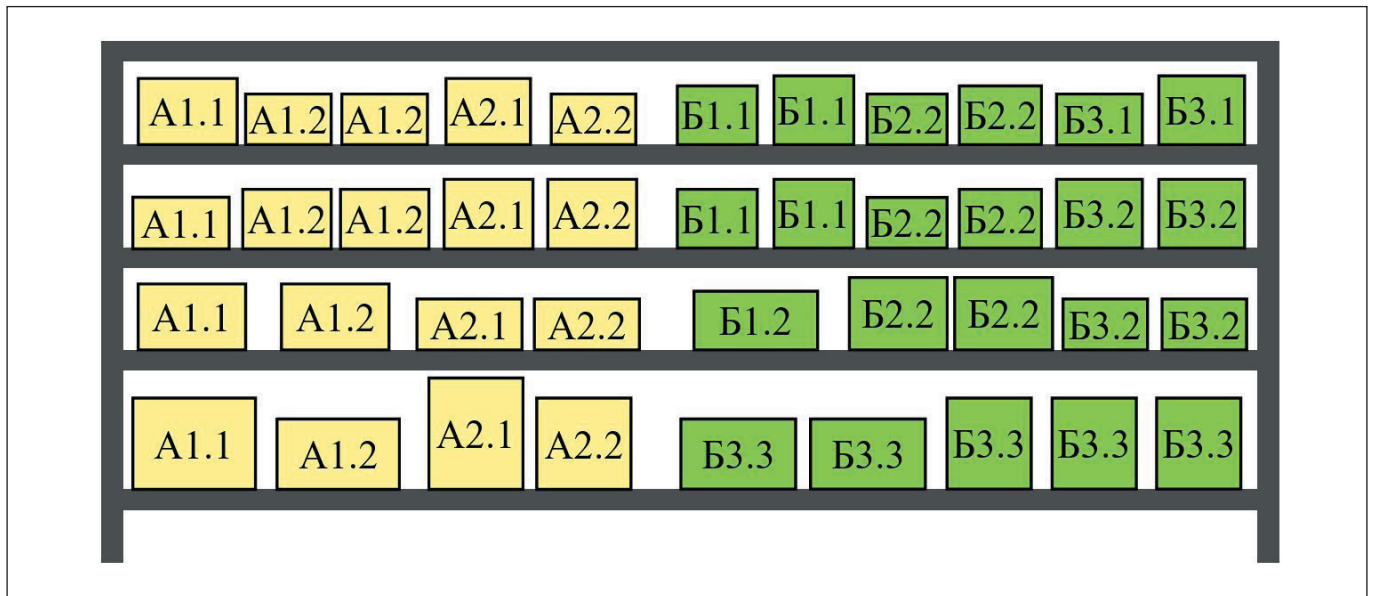 А1.1 А1.2 А1.2 А2.1 А2.2 Б1.1 Б1.1 Б2.2 Б2.2 Б3.1 Б3.1
А1.1 А1.2 А1.2 А2.1 А2.2 Б1.1 Б1.1 Б2.2 Б2.2 Б3.2 Б3.2
А1.1 А1.2 А2.1 А2.2 Б1.2 Б2.2 Б2.2 Б3.2 Б3.2
А1.1 А1.2 А2.1 А2.2 Б3.3 Б3.3 Б3.3 Б3.3 Б3.3